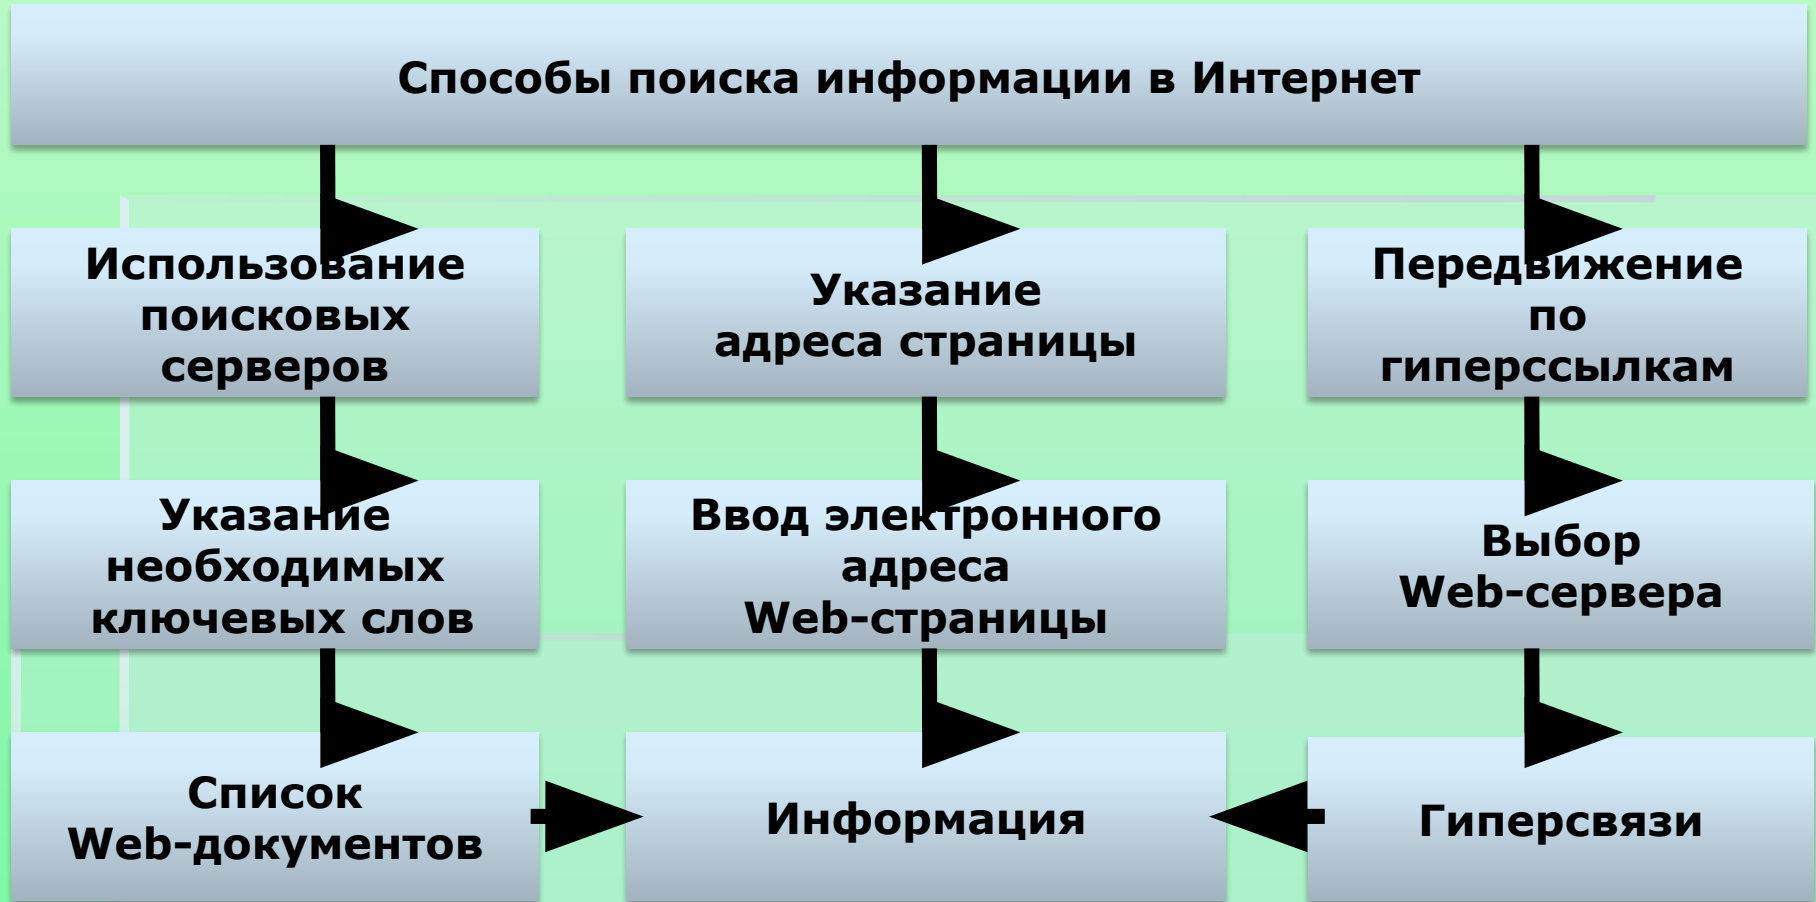 Способы поиска информации в Интернет
Использование
поисковых
серверов
Указание
адреса страницы
Передвижение
по
гиперссылкам
Указание
необходимых
ключевых слов
Ввод электронного
адреса
Web-страницы
Выбор
Web-сервера
Список
Web-документов
Информация
Гиперсвязи